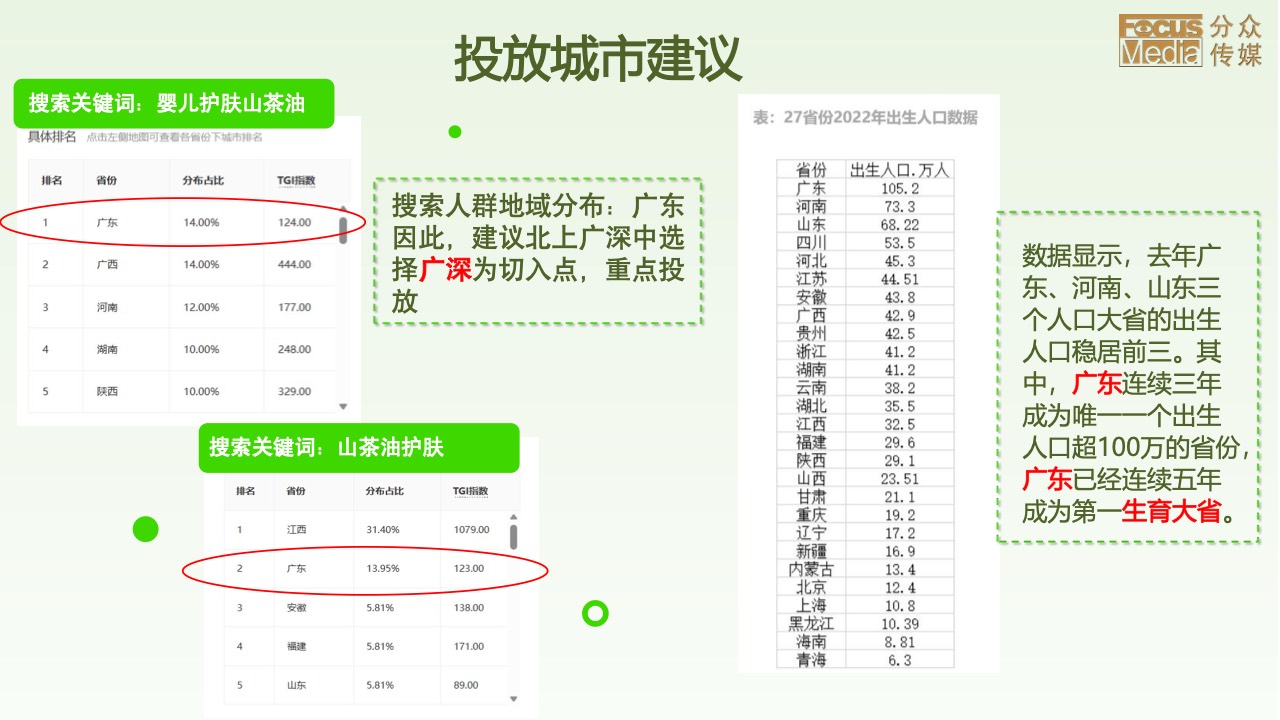 投放城市建议
Focus Media 分众传媒
搜索关键词：婴儿护肤山茶油
具体排名 点击左侧地图可查看各省份下城市排名
排名 省份 分布占比 TGI指数
1 广东 14.00% 124.00
2 广西 14.00% 444.00
3 河南 12.00% 177.00
4 湖南 10.00% 248.00
5 陕西 10.00% 329.00
搜索人群地域分布：广东
因此，建议北上广深中选
择广深为切入点，重点投
放
搜索关键词：山茶油护肤
排名 省份 分布占比 TGI指数
1 江西 31.40% 1079.00
2 广东 13.95% 123.00
3 安徽 5.81% 138.00
4 福建 5.81% 171.00
5 山东 5.81% 89.00
表：27省份2022年出生人口数据
省份 出生人口.万人
广东 105.2
河南 73.3
山东 68.22
四川 53.5
河北 45.3
江苏 44.51
安徽 43.8
广西 42.9
贵州 42.5
浙江 41.2
湖南 41.2
云南 38.2
湖北 35.5
江西 32.5
福建 29.6
陕西 29.1
山西 23.51
甘肃 21.1
重庆 19.2
辽宁 17.2
新疆 16.9
内蒙古 13.4
北京 12.4
上海 10.8
黑龙江 10.39
海南 8.81
青海 6.3
数据显示，去年广
东、河南、山东三
个人口大省的出生
人口稳居前三。其
中，广东连续三年
成为唯一一个出生
人口超100万的省份，
广东已经连续五年
成为第一生育大省。